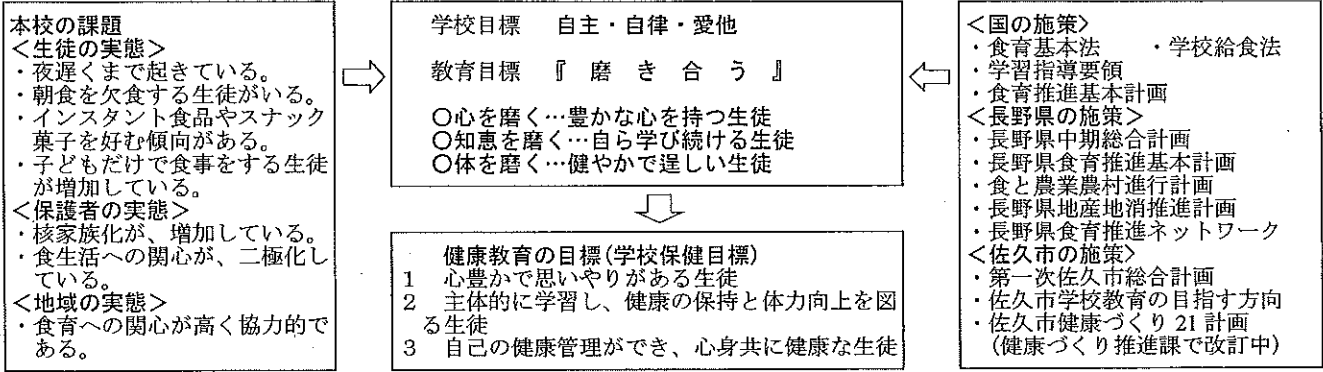 本校の課題
＜生徒の実態＞
・夜遅くまで起きている。
・朝食を欠食する生徒がいる。
・インスタント食品やスナック
菓子を好む傾向がある。
・子どもだけで食事をする生徒
が増加している。
＜保護者の実態＞
・核家族化が、増加している。
・食生活への関心が、二極化し
ている。
＜地域の実態＞
・食育への関心が高く協力的で
ある。
学校目標 自主・自律・愛他
教育目標 『 磨 き 合 う 』
○心を磨く…豊かな心を持つ生徒
○知恵を磨く…自ら学び続ける生徒
○体を磨く…健やかで逞しい生徒
健康教育の目標(学校保健目標)
1 心豊かで思いやりがある生徒
2 主体的に学習し、健康の保持と体力向上を図
る生徒
3 自己の健康管理ができ、心身共に健康な生徒
＜国の施策＞
・食育基本法 ・学校給食法
・学習指導要領
・食育推進基本計画
＜長野県の施策＞
・長野県中期総合計画
・長野県食育推進基本計画
・食と農業農村進行計画
・長野県地産地消推進計画
・長野県食育推進ネットワーク
＜佐久市の施策＞
・第一次佐久市総合計画
・佐久市学校教育の目指す方向
・佐久市健康づくり 21 計画
(健康づくり推進課で改訂中)